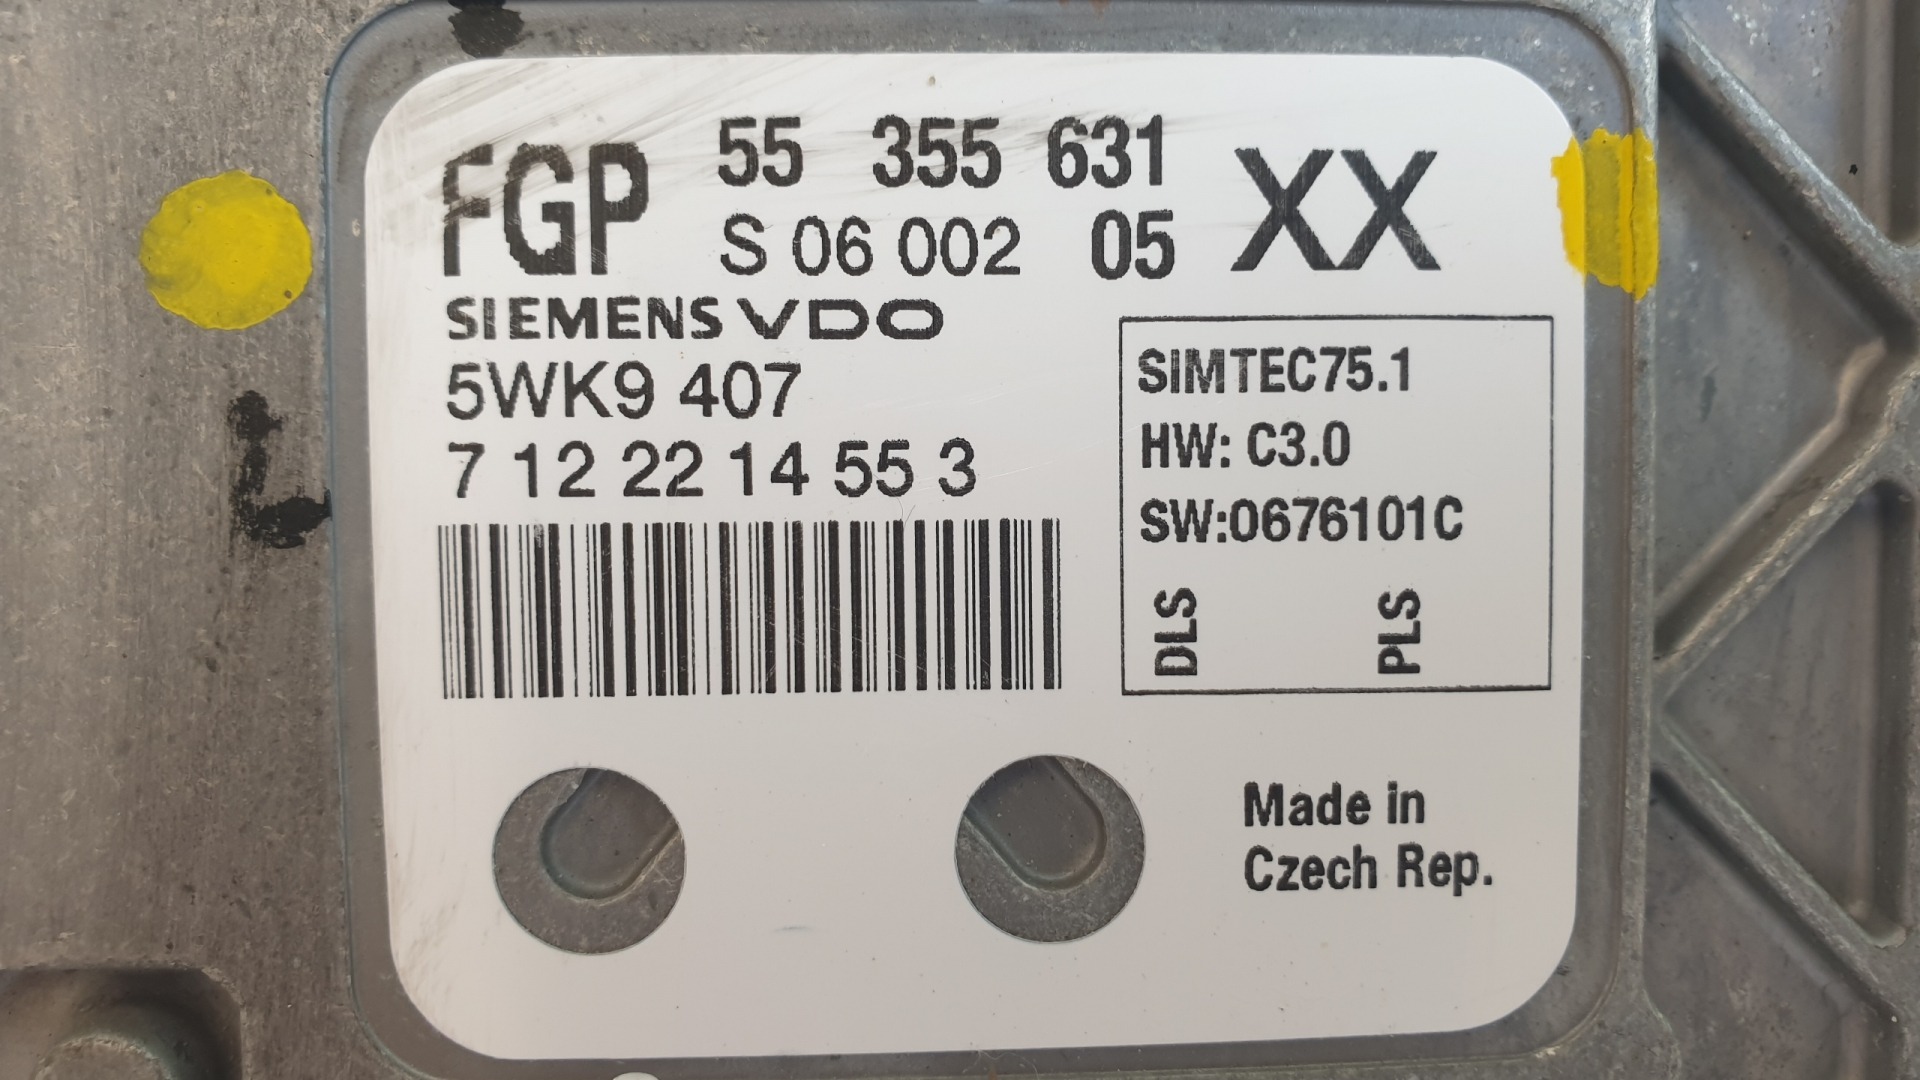 FGP 55 355 631 XX
S 06 002 05
SIEMENS VDO
5WK9 407
7 12 22 14 55 3
SIMTEC75.1
HW: C3.0
SW:0676101C
DLS PLS
Made in
Czech Rep.